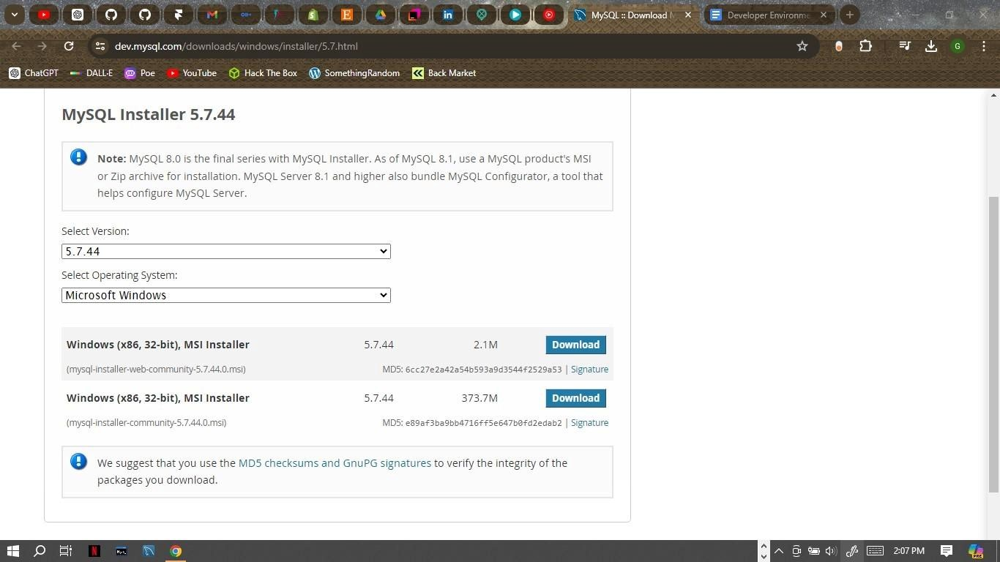 MySQL :: Download M
Developer Environme
dev.mysql.com/downloads/windows/installer/5.7.html
G
ChatGPT
DALL·E
Poe
YouTube
Hack The Box
SomethingRandom
Back Market
MySQL Installer 5.7.44
Note: MySQL 8.0 is the final series with MySQL Installer. As of MySQL 8.1, use a MySQL product's MSI
or Zip archive for installation. MySQL Server 8.1 and higher also bundle MySQL Configurator, a tool that
helps configure MySQL Server.
Select Version:
5.7.44
Select Operating System:
Microsoft Windows
Windows (x86, 32-bit), MSI Installer 5.7.44 2.1M Download
(mysql-installer-web-community-5.7.44.0.msi) MD5: 6cc27e2a42a54b593a9d3544f2529a53 | Signature
Windows (x86, 32-bit), MSI Installer 5.7.44 373.7M Download
(mysql-installer-community-5.7.44.0.msi) MD5: e89af3ba9bb4716ff5e647b0fd2edab2 | Signature
We suggest that you use the MD5 checksums and GnuPG signatures to verify the integrity of the
packages you download.
2:07 PM
PRE